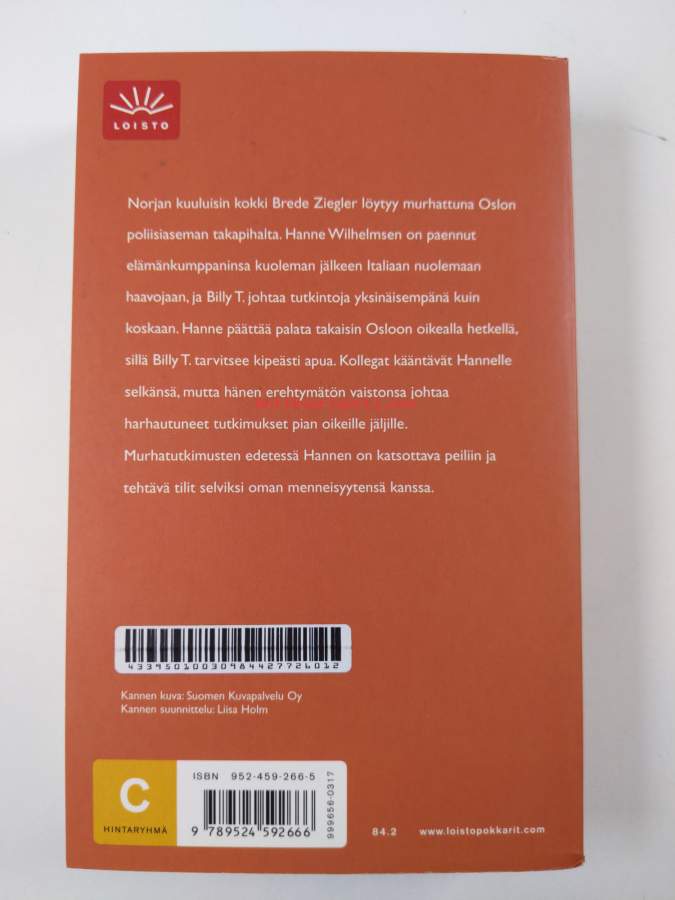 LOISTO
Norjan kuuluisin kokki Brede Ziegler löytyy murhattuna Oslon
poliisiaseman takapihalta. Hanne Wilhelmsen on paennut
elämänkumppaninsa kuoleman jälkeen Italiaan nuolemaan
haavojaan, ja Billy T. johtaa tutkintoja yksinäisempänä kuin
koskaan. Hanne päättää palata takaisin Osloon oikealla hetkellä,
sillä Billy T. tarvitsee kipeästi apua. Kollegat kääntävät Hannelle
selkänsä, mutta hänen erehtymätön vaistonsa johtaa
harhautuneet tutkimukset pian oikeille jäljille.
Murhatutkimusten edetessä Hannen on katsottava peiliin ja
tehtävä tilit selviksi oman menneisyytensä kanssa.
43395010030984427726012
Kannen kuva: Suomen Kuvapalvelu Oy
Kannen suunnittelu: Liisa Holm
C
HINTARYHMÄ
ISBN 952-459-266-5
9 789524 592666
999656-0317
84.2
www.loistopokkarit.com